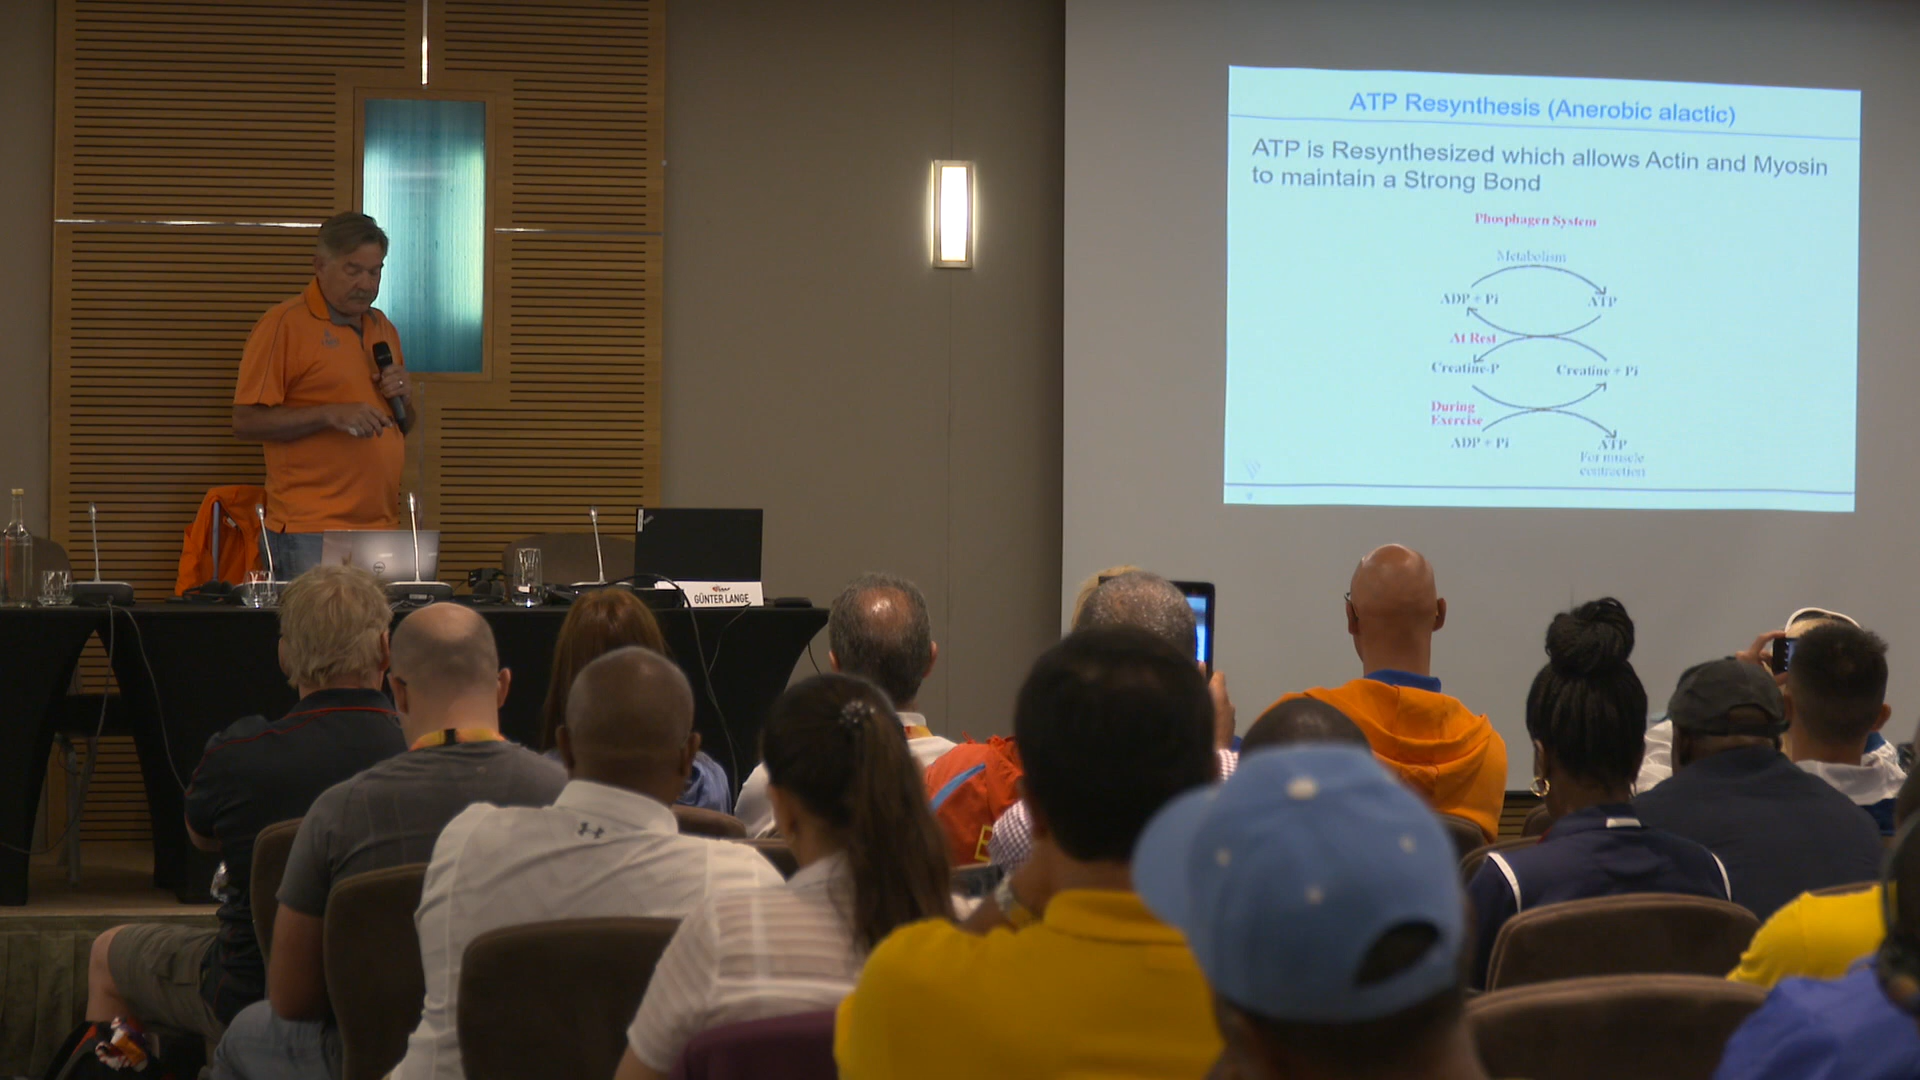 ATP Resynthesis (Anerobic alactic)
ATP is Resynthesized which allows Actin and Myosin
to maintain a Strong Bond
Phosphagen System
Metabolism
ADP + Pi
ATP
At Rest
Creatine-P
Creatine + Pi
During
Exercise
ADP + Pi
ATP
For muscle
contraction
GÜNTER LANGE
DELL